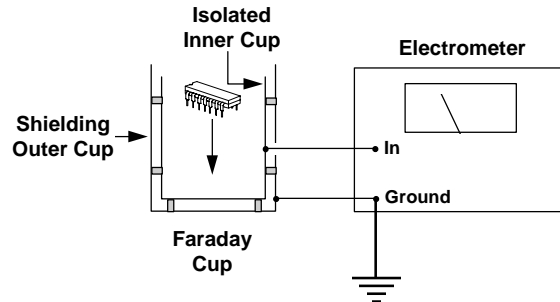 Isolated
Inner Cup
Electrometer
Shielding
Outer Cup
In
Ground
Faraday
Cup